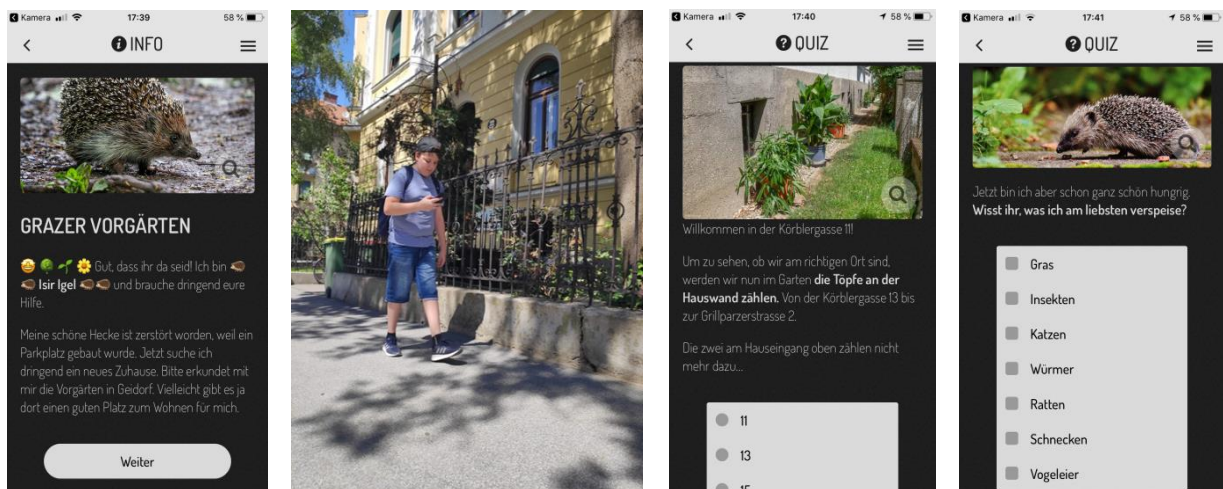 Kamera 17:39 58 %
INFO
GRAZER VORGÄRTEN
Gut, dass ihr da seid! Ich bin
Isir Igel und brauche dringend eure
Hilfe.
Meine schöne Hecke ist zerstört worden, weil ein
Parkplatz gebaut wurde. Jetzt suche ich
dringend ein neues Zuhause. Bitte erkundet mit
mir die Vorgärten in Geidorf. Vielleicht gibt es ja
dort einen guten Platz zum Wohnen für mich.
Weiter
Kamera 17:40 58 %
QUIZ
Willkommen in der Körblergasse 11!
Um zu sehen, ob wir am richtigen Ort sind,
werden wir nun im Garten die Töpfe an der
Hauswand zählen. Von der Körblergasse 13 bis
zur Grillparzerstrasse 2.
Die zwei am Hauseingang oben zählen nicht
mehr dazu...
11
13
15
Kamera 17:41 58 %
QUIZ
Jetzt bin ich aber schon ganz schön hungrig.
Wisst ihr, was ich am liebsten verspeise?
Gras
Insekten
Katzen
Würmer
Ratten
Schnecken
Vogeleier